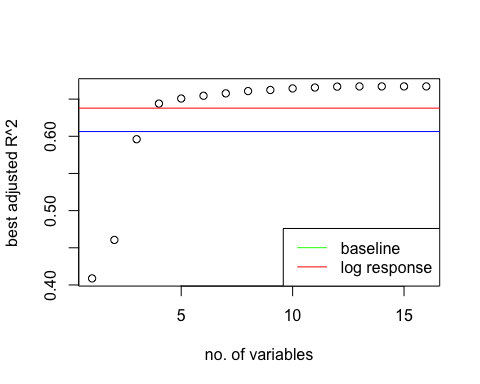 best adjusted R^2
0.60
0.50
0.40
baseline
log response
5
10
15
no. of variables